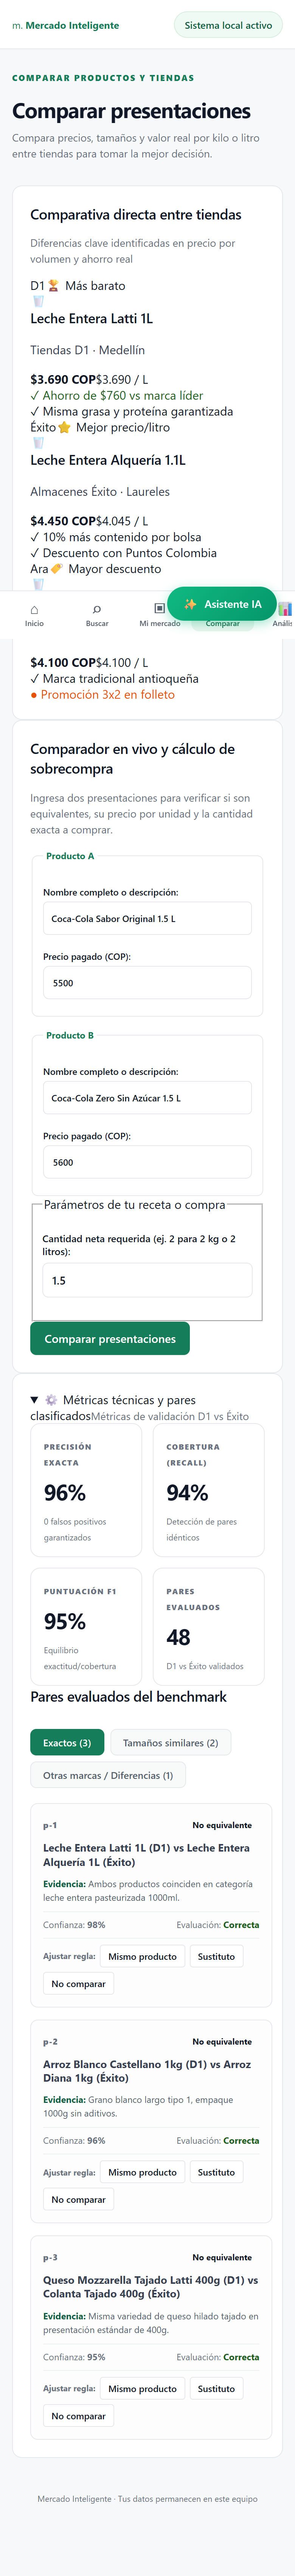 m. Mercado Inteligente
Sistema local activo
COMPARAR PRODUCTOS Y TIENDAS
Comparar presentaciones
Compara precios, tamaños y valor real por kilo o litro
entre tiendas para tomar la mejor decisión.
Comparativa directa entre tiendas
Diferencias clave identificadas en precio por
volumen y ahorro real
D1🏆 Más barato
Leche Entera Latti 1L
Tiendas D1 · Medellín
$3.690 COP$3.690 / L
✓ Ahorro de $760 vs marca líder
✓ Misma grasa y proteína garantizada
Éxito⭐ Mejor precio/litro
Leche Entera Alquería 1.1L
Almacenes Éxito · Laureles
$4.450 COP$4.045 / L
✓ 10% más contenido por bolsa
✓ Descuento con Puntos Colombia
Ara🏷️ Mayor descuento
✨ Asistente IA
Inicio
Buscar
Mi mercado
Comparar
Anális
$4.100 COP$4.100 / L
✓ Marca tradicional antioqueña
● Promoción 3x2 en folleto
Comparador en vivo y cálculo de
sobrecompra
Ingresa dos presentaciones para verificar si son
equivalentes, su precio por unidad y la cantidad
exacta a comprar.
Producto A
Nombre completo o descripción:
Coca-Cola Sabor Original 1.5 L
Precio pagado (COP):
5500
Producto B
Nombre completo o descripción:
Coca-Cola Zero Sin Azúcar 1.5 L
Precio pagado (COP):
5600
Parámetros de tu receta o compra
Cantidad neta requerida (ej. 2 para 2 kg o 2
litros):
1.5
Comparar presentaciones
▼ ⚙️ Métricas técnicas y pares
clasificadosMétricas de validación D1 vs Éxito
PRECISIÓN
EXACTA
96%
0 falsos positivos
garantizados
COBERTURA
(RECALL)
94%
Detección de pares
idénticos
PUNTUACIÓN F1
95%
Equilibrio
exactitud/cobertura
PARES
EVALUADOS
48
D1 vs Éxito validados
Pares evaluados del benchmark
Exactos (3)
Tamaños similares (2)
Otras marcas / Diferencias (1)
p-1
No equivalente
Leche Entera Latti 1L (D1) vs Leche Entera
Alquería 1L (Éxito)
Evidencia: Ambos productos coinciden en categoría
leche entera pasteurizada 1000ml.
Confianza: 98%
Evaluación: Correcta
Ajustar regla:
Mismo producto
Sustituto
No comparar
p-2
No equivalente
Arroz Blanco Castellano 1kg (D1) vs Arroz
Diana 1kg (Éxito)
Evidencia: Grano blanco largo tipo 1, empaque
1000g sin aditivos.
Confianza: 96%
Evaluación: Correcta
Ajustar regla:
Mismo producto
Sustituto
No comparar
p-3
No equivalente
Queso Mozzarella Tajado Latti 400g (D1) vs
Colanta Tajado 400g (Éxito)
Evidencia: Misma variedad de queso hilado tajado en
presentación estándar de 400g.
Confianza: 95%
Evaluación: Correcta
Ajustar regla:
Mismo producto
Sustituto
No comparar
Mercado Inteligente · Tus datos permanecen en este equipo